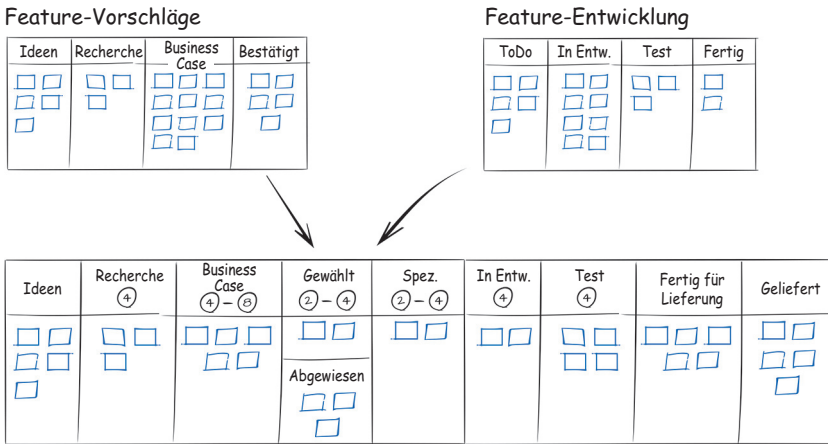 Feature-Vorschläge
Ideen
Recherche
Business
Case
Bestätigt
Feature-Entwicklung
ToDo
In Entw.
Test
Fertig
Ideen
Recherche
4
Business
Case
4 – 8
Gewählt
2 – 4
Abgewiesen
Spez.
2 – 4
In Entw.
4
Test
4
Fertig für
Lieferung
Geliefert